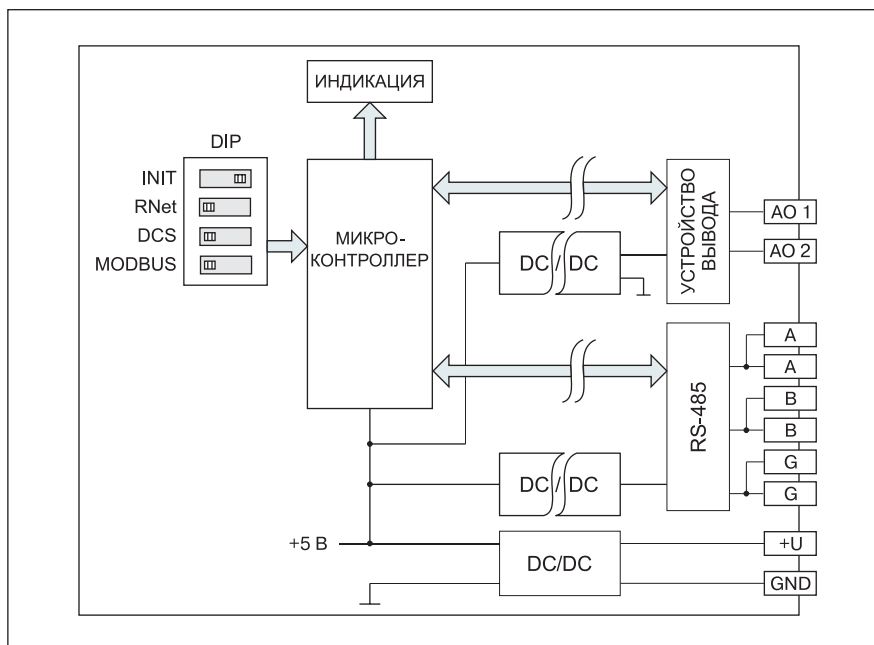 ИНДИКАЦИЯ
DIP
INIT
RNet
DCS
MODBUS
МИКРО-
КОНТРОЛЛЕР
DC / DC
УСТРОЙСТВО
ВЫВОДА
AO 1
AO 2
RS-485
A
A
B
B
G
G
DC / DC
+5 В
DC/DC
+U
GND